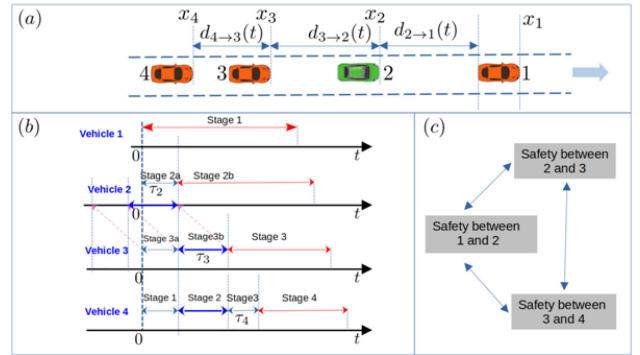 (a)
x₄ x₃ x₂ x₁
d₄→₃(t) d₃→₂(t) d₂→₁(t)
4 3 2 1
(b)
Stage 1
Vehicle 1
0 t
Stage 2a Stage 2b
Vehicle 2 τ₂
0 t
Stage 3a Stage3b Stage 3
Vehicle 3 τ₃
0 t
Stage 1 Stage 2 Stage3 Stage 4
Vehicle 4 τ₄
0 t
(c)
Safety between
2 and 3
Safety between
1 and 2
Safety between
3 and 4